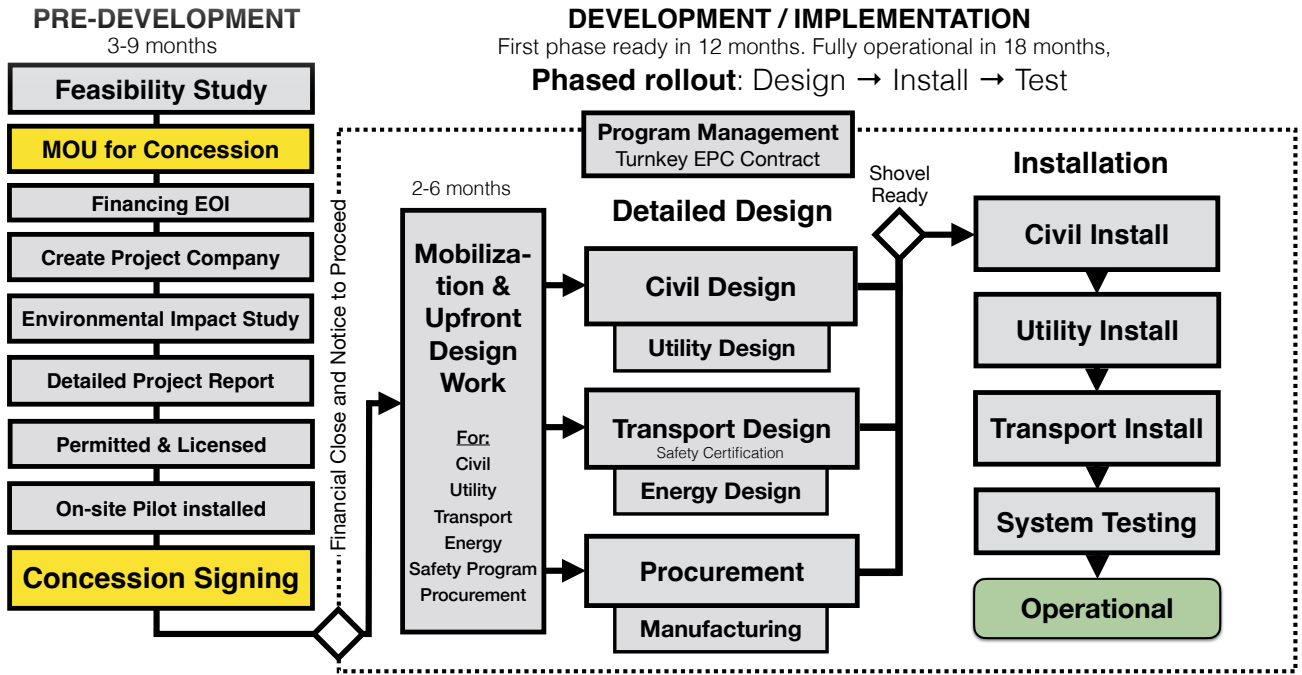 PRE-DEVELOPMENT
3-9 months
Feasibility Study
MOU for Concession
Financing EOI
Create Project Company
Environmental Impact Study
Detailed Project Report
Permitted & Licensed
On-site Pilot installed
Concession Signing
Financial Close and Notice to Proceed
DEVELOPMENT / IMPLEMENTATION
First phase ready in 12 months. Fully operational in 18 months,
Phased rollout: Design → Install → Test
Program Management
Turnkey EPC Contract
2-6 months
Mobiliza-
tion &
Upfront
Design
Work
For:
Civil
Utility
Transport
Energy
Safety Program
Procurement
Detailed Design
Civil Design
Utility Design
Transport Design
Safety Certification
Energy Design
Procurement
Manufacturing
Shovel
Ready
Installation
Civil Install
Utility Install
Transport Install
System Testing
Operational